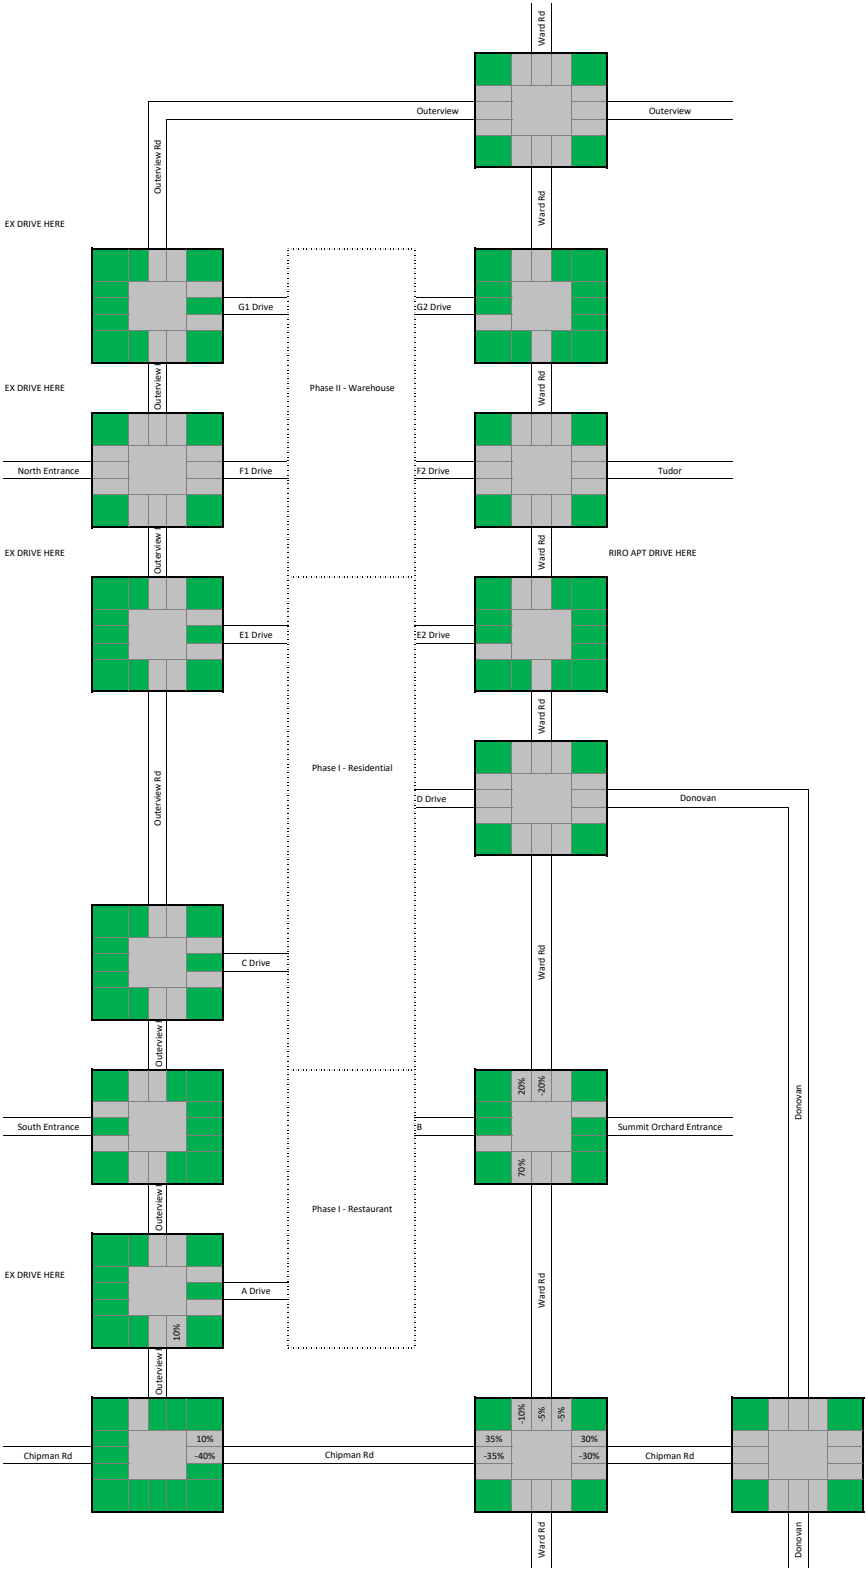 Ward Rd
Outerview
Outerview
Outerview Rd
Ward Rd
EX DRIVE HERE
G1 Drive
G2 Drive
EX DRIVE HERE
Outerview
Phase II - Warehouse
Ward Rd
North Entrance
F1 Drive
F2 Drive
Tudor
EX DRIVE HERE
Outerview
Ward Rd
RIRO APT DRIVE HERE
E1 Drive
E2 Drive
Ward Rd
Outerview Rd
Phase I - Residential
D Drive
Donovan
C Drive
Ward Rd
Outerview
20%
-20%
South Entrance
B
Summit Orchard Entrance
Donovan
70%
Outerview
Phase I - Restaurant
EX DRIVE HERE
A Drive
Ward Rd
10%
Outerview
-10%
-5%
-5%
10%
35%
30%
Chipman Rd
-40%
Chipman Rd
-35%
-30%
Chipman Rd
Ward Rd
Donovan